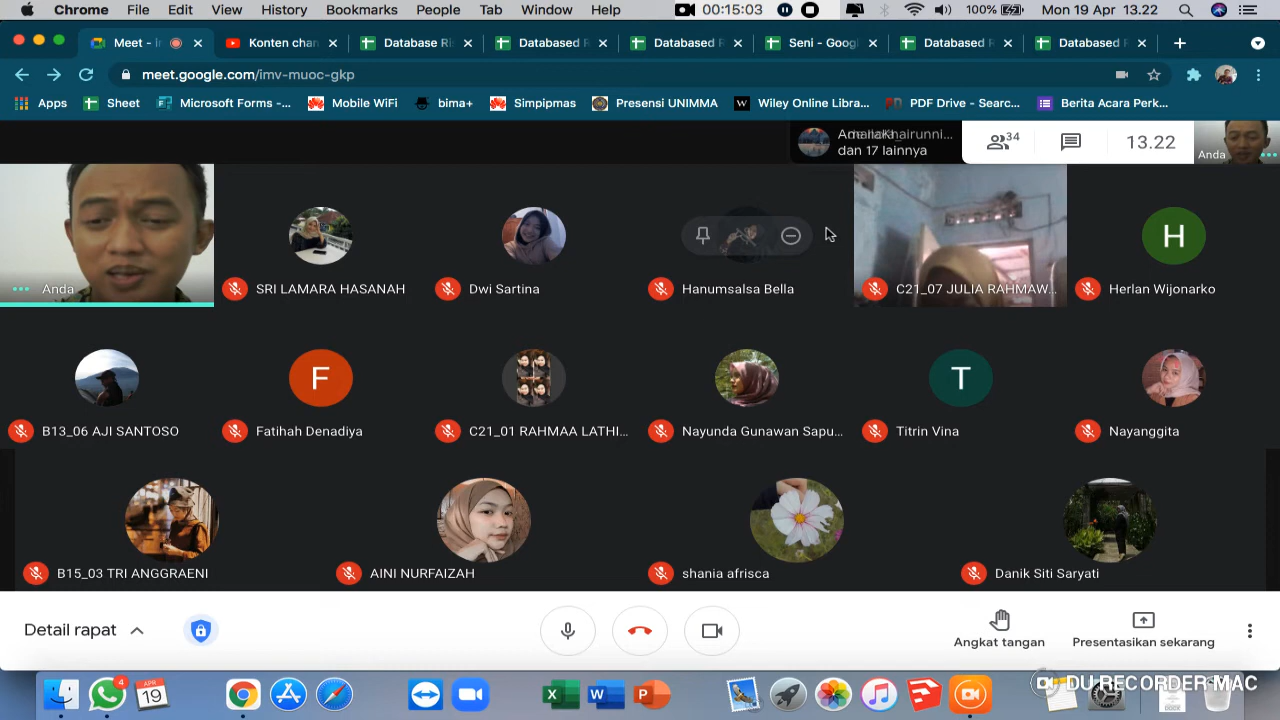 Chrome File Edit View History Bookmarks People Tab Window Help 00:15:03 100% Mon 19 Apr 13.22
Meet - i Konten chan Database Ri Databased R Databased R Seni - Googl Databased R Databased R
meet.google.com/imv-muoc-gkp
Apps Sheet Microsoft Forms -... Mobile WiFi bima+ Simpipmas Presensi UNIMMA W Wiley Online Libra... PDF Drive - Searc... Berita Acara Perk...
dan 17 lainnya
34
13.22
Anda
Anda
SRI LAMARA HASANAH
Dwi Sartina
Hanumsalsa Bella
C21_07 JULIA RAHMAW...
H
Herlan Wijonarko
B13_06 AJI SANTOSO
F
Fatihah Denadiya
C21_01 RAHMAA LATHI...
Nayunda Gunawan Sapu...
T
Titrin Vina
Nayanggita
B15_03 TRI ANGGRAENI
AINI NURFAIZAH
shania afrisca
Danik Siti Saryati
Detail rapat
Angkat tangan
Presentasikan sekarang
4
APR
19
X W P
DU RECORDER MAC